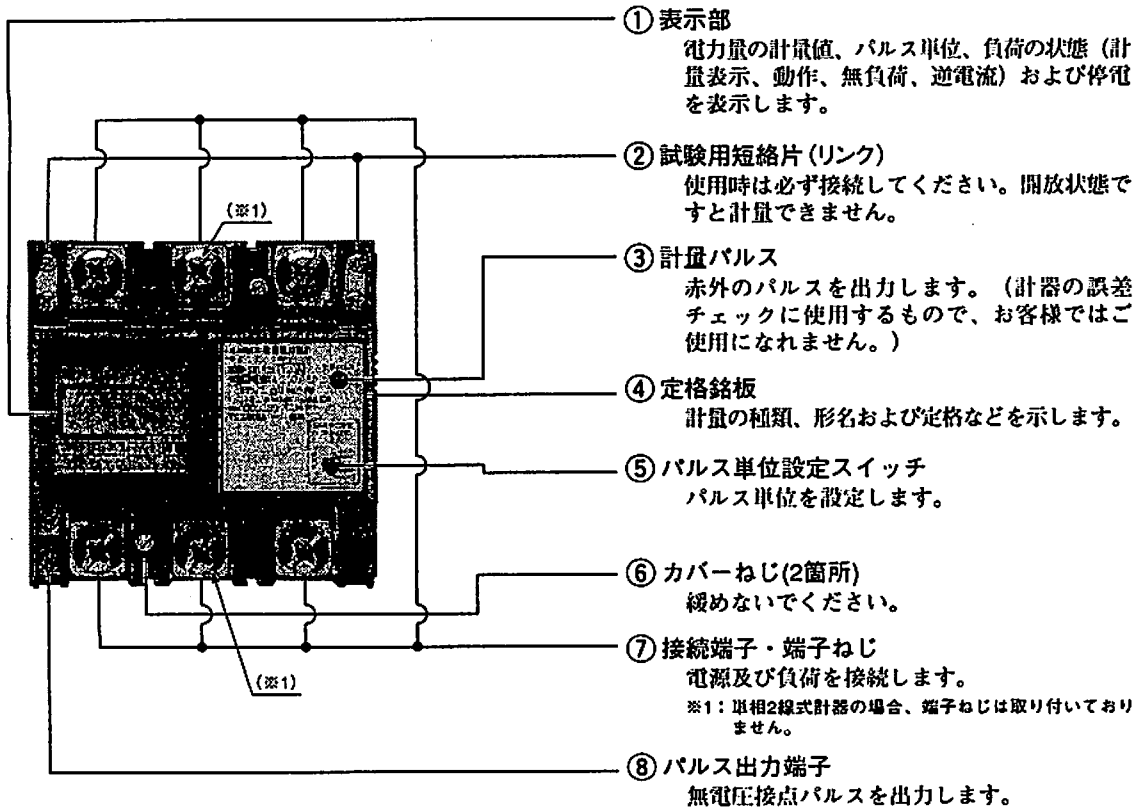 ① 表示部
電力量の計量値、パルス単位、負荷の状態（計
量表示、動作、無負荷、逆電流）および停電
を表示します。
② 試験用短絡片（リンク）
使用時は必ず接続してください。開放状態で
すと計量できません。
(※1)
③ 計量パルス
赤外のパルスを出力します。（計器の誤差
チェックに使用するもので、お客様ではご
使用になれません。）
④ 定格銘板
計量の種類、形名および定格などを示します。
⑤ パルス単位設定スイッチ
パルス単位を設定します。
⑥ カバーねじ(2箇所)
緩めないでください。
⑦ 接続端子・端子ねじ
電源及び負荷を接続します。
※1：単相2線式計器の場合、端子ねじは取り付いており
ません。
(※1)
⑧ パルス出力端子
無電圧接点パルスを出力します。